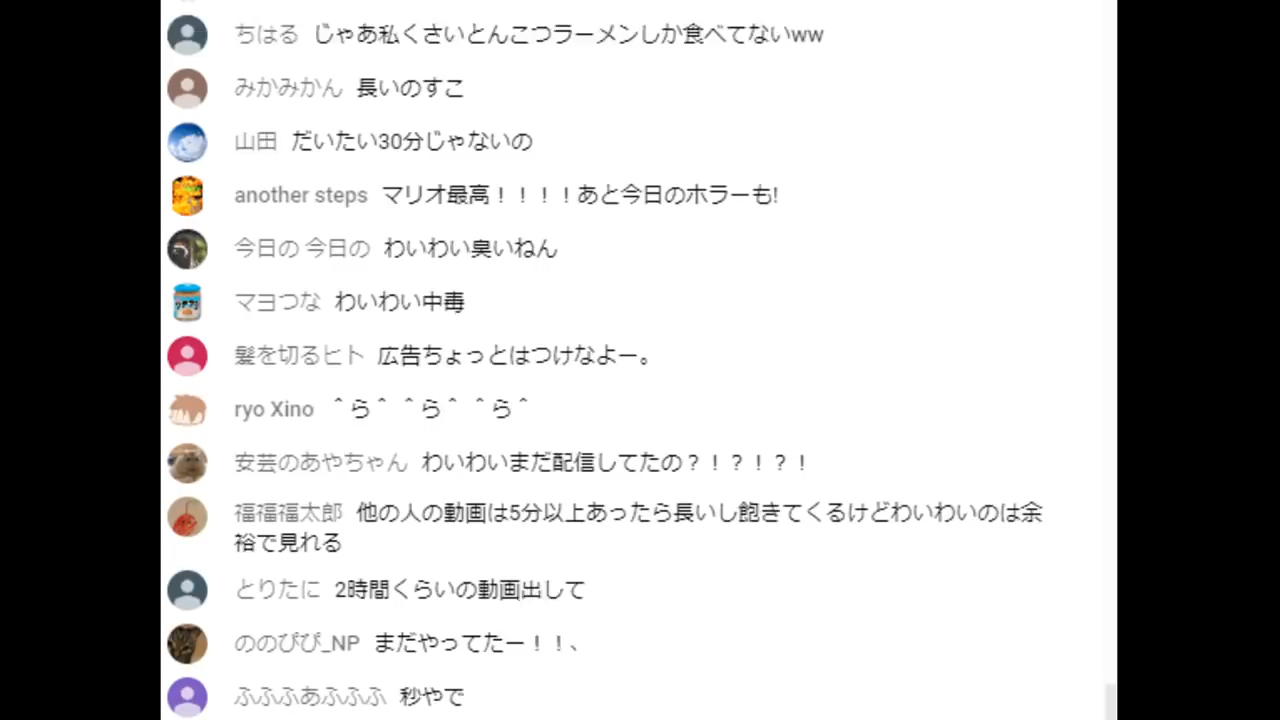 ちはる じゃあ私くさいとんこつラーメンしか食べてないww
みかみかん 長いのすこ
山田 だいたい30分じゃないの
another steps マリオ最高！！！！あと今日のホラーも!
今日の 今日の わいわい臭いねん
マヨつな わいわい中毒
髪を切るヒト 広告ちょっとはつけなよー。
ryo Xino ＾ら＾ ＾ら＾ ＾ら＾
安芸のあやちゃん わいわいまだ配信してたの？！？！？！
福福福太郎 他の人の動画は5分以上あったら長いし飽きてくるけどわいわいのは余
裕で見れる
とりたに 2時間くらいの動画出して
ののぴぴ_NP まだやってたー！！、
ふふふあふふふ 秒やで